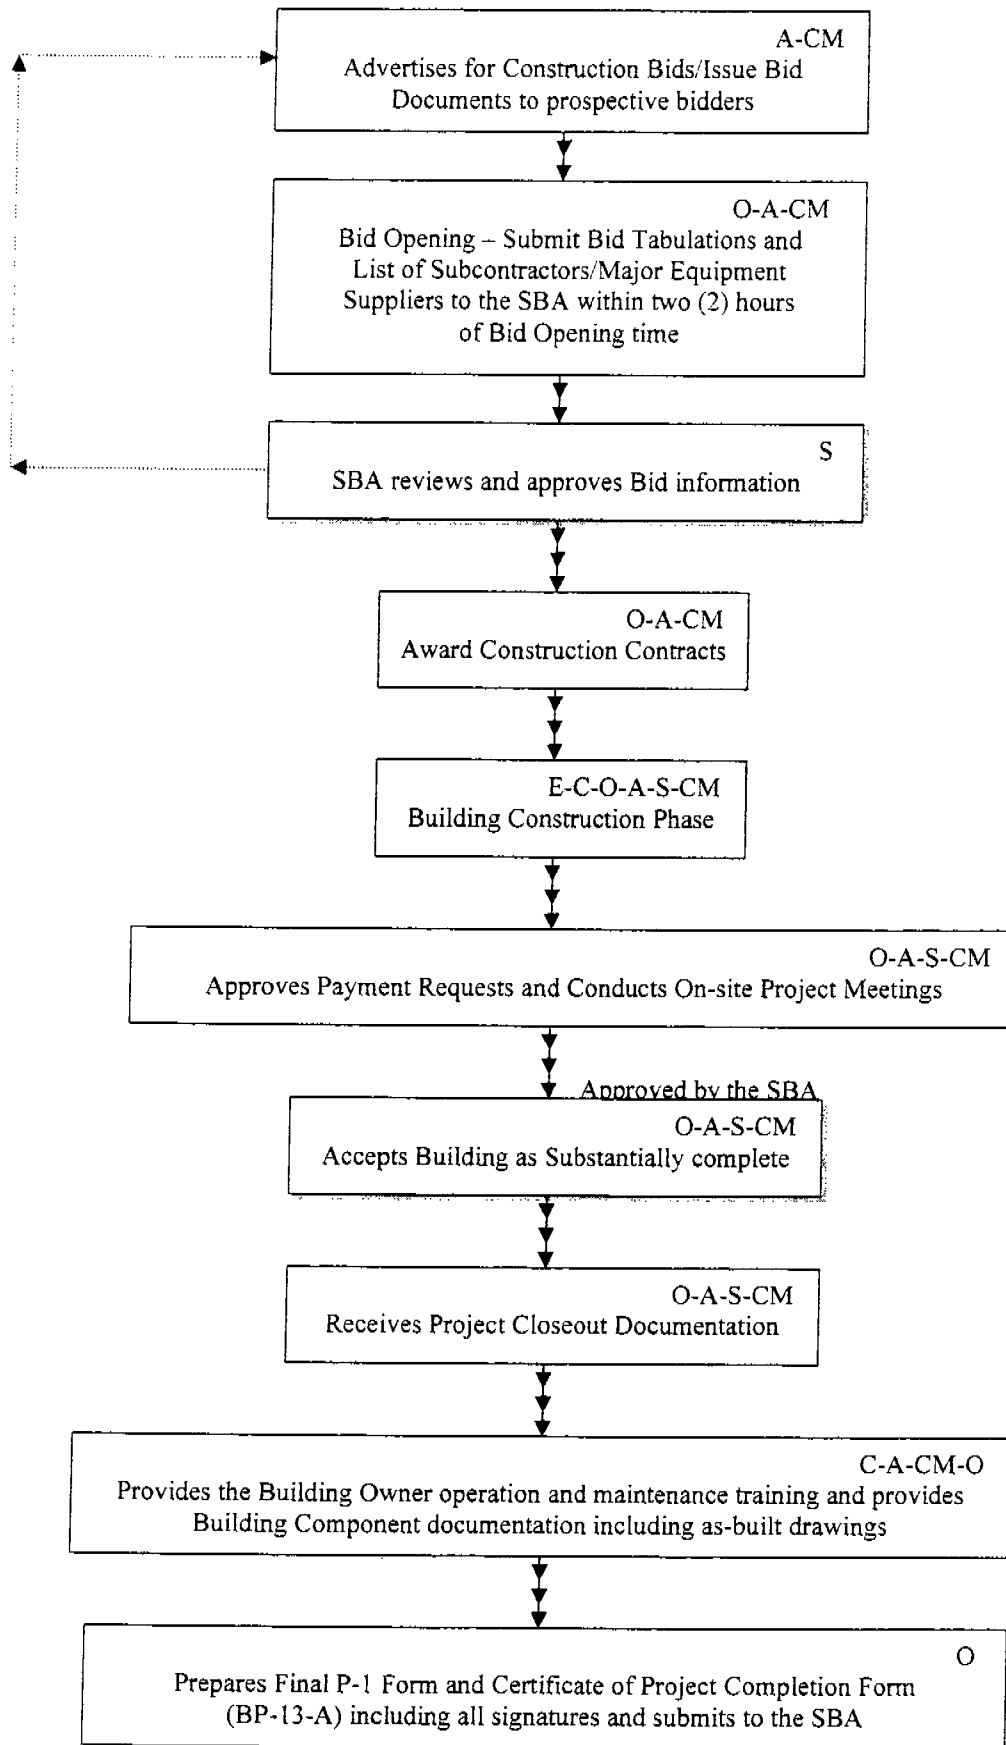 A-CM
Advertises for Construction Bids/Issue Bid
Documents to prospective bidders
O-A-CM
Bid Opening – Submit Bid Tabulations and
List of Subcontractors/Major Equipment
Suppliers to the SBA within two (2) hours
of Bid Opening time
S
SBA reviews and approves Bid information
O-A-CM
Award Construction Contracts
E-C-O-A-S-CM
Building Construction Phase
O-A-S-CM
Approves Payment Requests and Conducts On-site Project Meetings
Approved by the SBA
O-A-S-CM
Accepts Building as Substantially complete
O-A-S-CM
Receives Project Closeout Documentation
C-A-CM-O
Provides the Building Owner operation and maintenance training and provides
Building Component documentation including as-built drawings
O
Prepares Final P-1 Form and Certificate of Project Completion Form
(BP-13-A) including all signatures and submits to the SBA